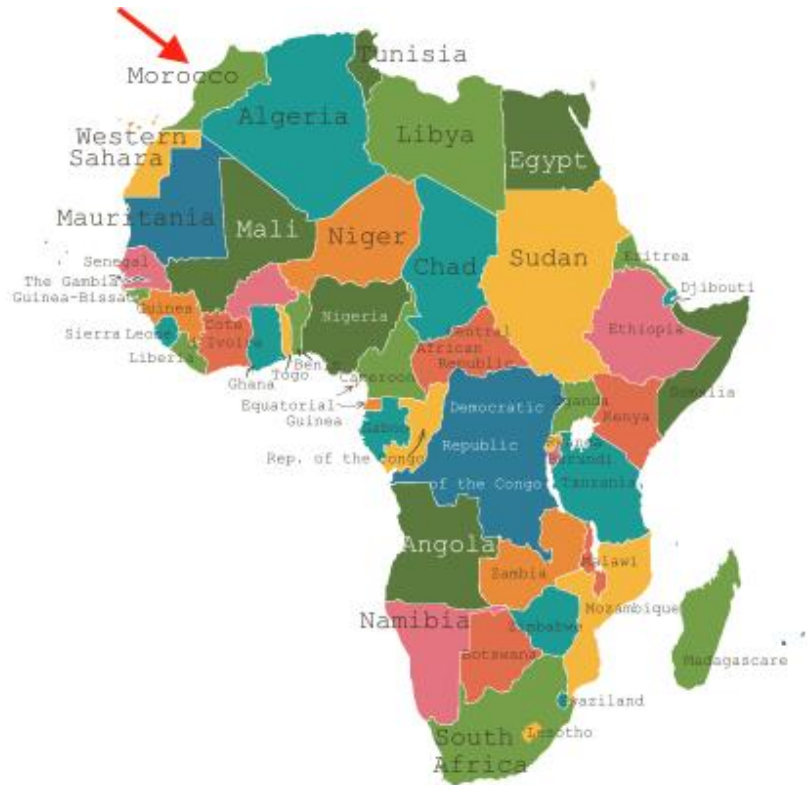 Tunisia
Morocco
Algeria
Libya
Western
Sahara
Egypt
Mauritania
Mali
Niger
Chad
Sudan
Senegal
Eritrea
The Gambia
Djibouti
Guinea-Bissau
Guinea
Nigeria
Ethiopia
Sierra Leone
Cote
d'Ivoire
Central
African
Republic
Liberia
Benin
Togo
Ghana
Cameroon
Somalia
Equatorial
Guinea
Democratic
Republic
of the Congo
Uganda
Kenya
Gabon
Rep. of the Congo
Rwanda
Burundi
Tanzania
Angola
Malawi
Zambia
Mozambique
Namibia
Zimbabwe
Botswana
Madagascare
Swaziland
Lesotho
South
Africa